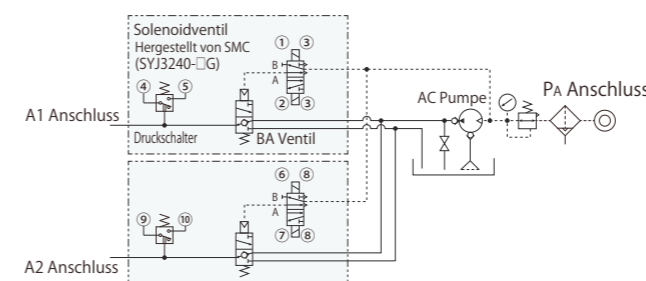 Solenoidventil
Hergestellt von SMC
(SYJ3240-□G)
① ③
B
A
② ③
④ ⑤
A1 Anschluss
Druckschalter
BA Ventil
AC Pumpe
PA Anschluss
⑥ ⑧
B
A
⑦ ⑧
⑨ ⑩
A2 Anschluss